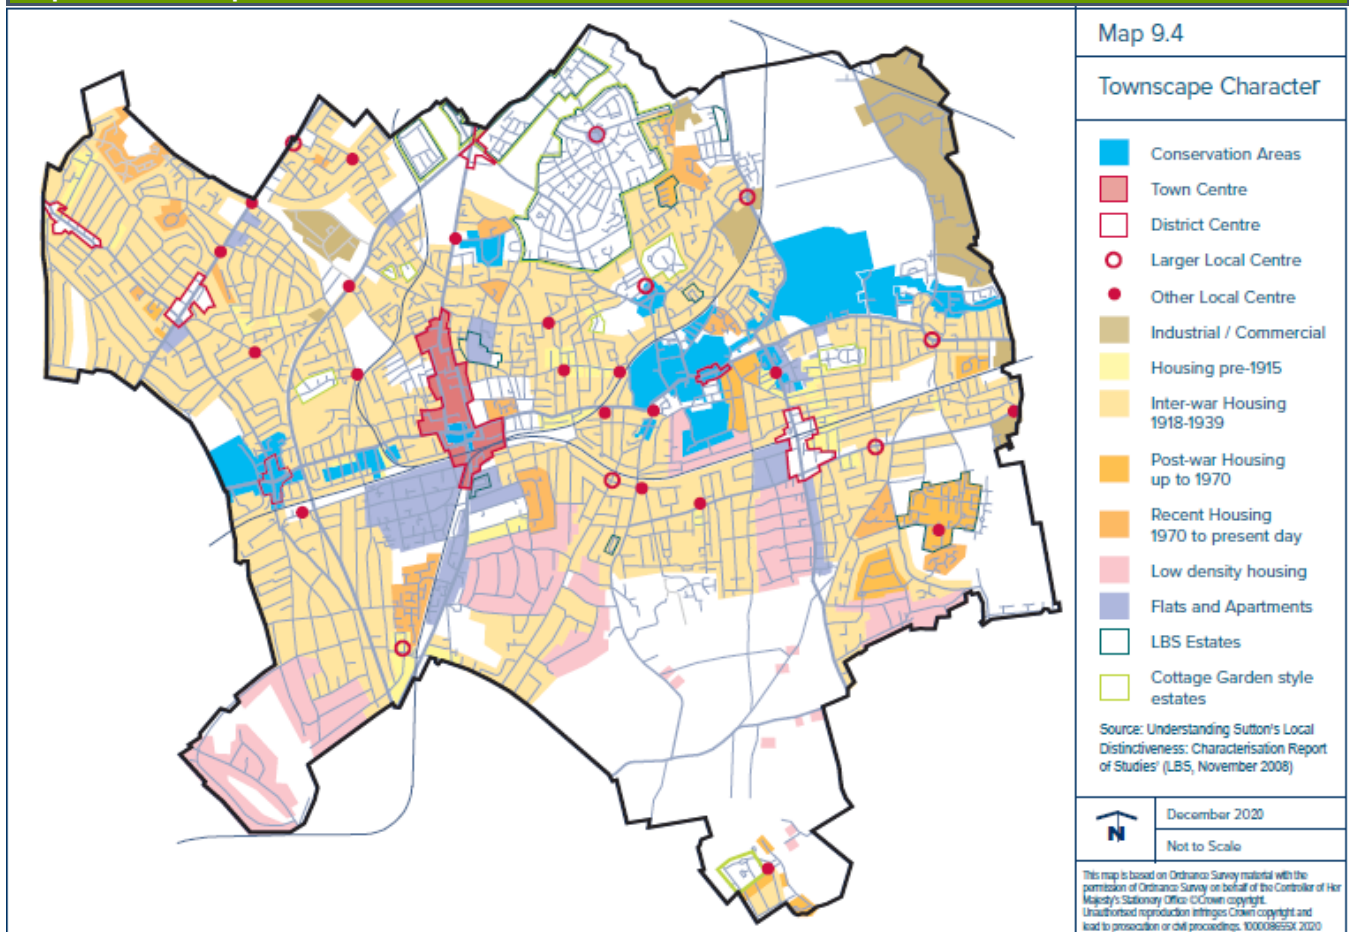 Map 9.4
Townscape Character
Conservation Areas
Town Centre
District Centre
Larger Local Centre
Other Local Centre
Industrial / Commercial
Housing pre-1915
Inter-war Housing
1918-1939
Post-war Housing
up to 1970
Recent Housing
1970 to present day
Low density housing
Flats and Apartments
LBS Estates
Cottage Garden style
estates
Source: Understanding Sutton's Local
Distinctiveness: Characterisation Report
of Studies' (LBS, November 2008)
N
December 2020
Not to Scale
This map is based on Ordnance Survey material with the
permission of Ordnance Survey on behalf of the Controller of Her
Majesty's Stationery Office © Crown copyright.
Unauthorised reproduction infringes Crown copyright and
lead to prosecution or civil proceedings. 100008655X 2020